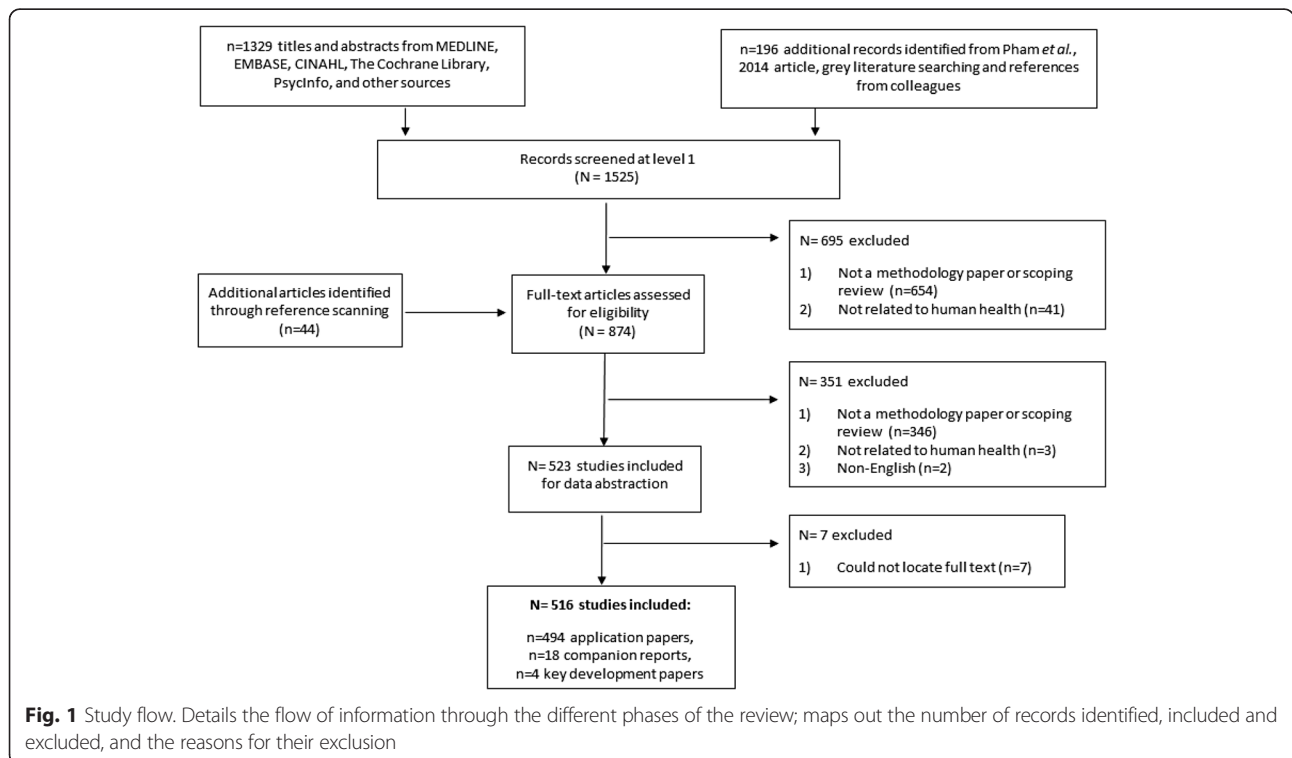 n=1329 titles and abstracts from MEDLINE,
EMBASE, CINAHL, The Cochrane Library,
PsycInfo, and other sources
n=196 additional records identified from Pham et al.,
2014 article, grey literature searching and references
from colleagues
Records screened at level 1
(N = 1525)
N= 695 excluded
1) Not a methodology paper or scoping
review (n=654)
2) Not related to human health (n=41)
Additional articles identified
through reference scanning
(n=44)
Full-text articles assessed
for eligibility
(N = 874)
N= 351 excluded
1) Not a methodology paper or scoping
review (n=346)
2) Not related to human health (n=3)
3) Non-English (n=2)
N= 523 studies included
for data abstraction
N= 7 excluded
1) Could not locate full text (n=7)
N= 516 studies included:
n=494 application papers,
n=18 companion reports,
n=4 key development papers
Fig. 1 Study flow. Details the flow of information through the different phases of the review; maps out the number of records identified, included and
excluded, and the reasons for their exclusion